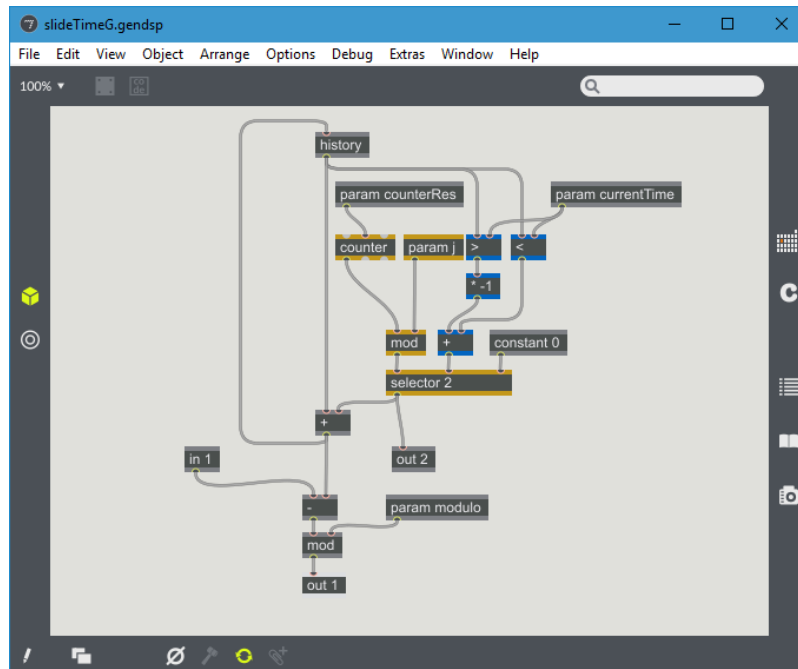 slideTimeG.gendsp
File Edit View Object Arrange Options Debug Extras Window Help
100%
history
param counterRes param currentTime
counter param j > <
* -1
mod + constant 0
selector 2
+
in 1 out 2
- param modulo
mod
out 1